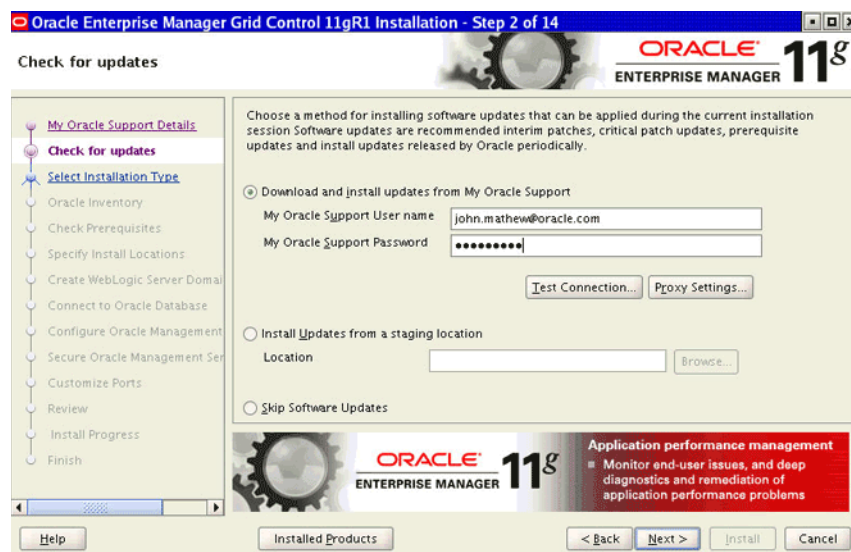 Oracle Enterprise Manager Grid Control 11gR1 Installation - Step 2 of 14
Check for updates
ORACLE
ENTERPRISE MANAGER 11g
My Oracle Support Details
Check for updates
Select Installation Type
Oracle Inventory
Check Prerequisites
Specify Install Locations
Create WebLogic Server Domai
Connect to Oracle Database
Configure Oracle Management
Secure Oracle Management Ser
Customize Ports
Review
Install Progress
Finish
Choose a method for installing software updates that can be applied during the current installation
session Software updates are recommended interim patches, critical patch updates, prerequisite
updates and install updates released by Oracle periodically.
Download and install updates from My Oracle Support
My Oracle Support User name john.mathew@oracle.com
My Oracle Support Password •••••••••
Test Connection... Proxy Settings...
Install Updates from a staging location
Location Browse...
Skip Software Updates
ORACLE
ENTERPRISE MANAGER 11g
Application performance management
Monitor end-user issues, and deep
diagnostics and remediation of
application performance problems
Help Installed Products < Back Next > Install Cancel